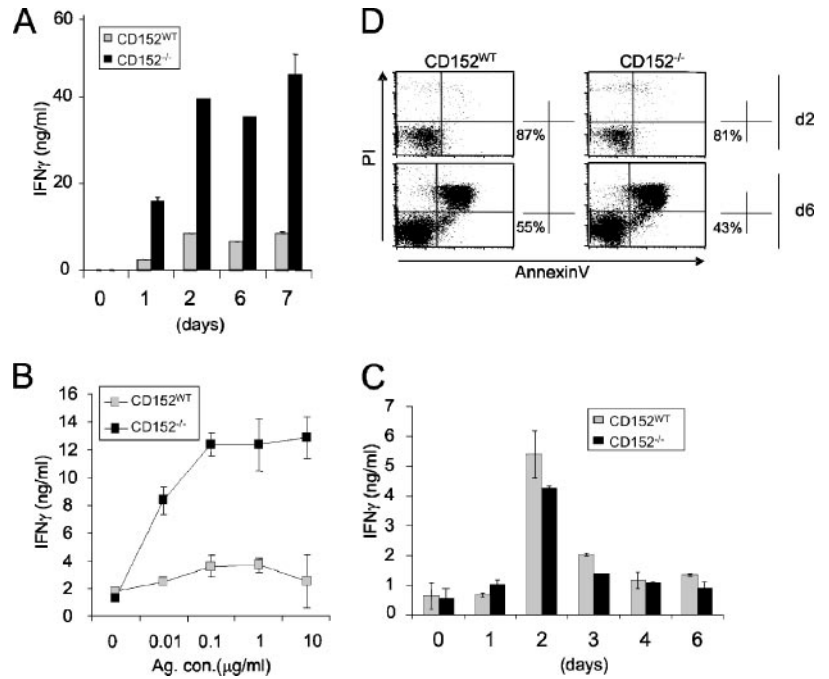 A
60
40
20
0
IFNγ (ng/ml)
CD152WT
CD152-/-
0 1 2 6 7
(days)
D
CD152WT CD152-/-
PI
87% 81% d2
55% 43% d6
AnnexinV
B
16
14
12
10
8
6
4
2
0
IFNγ (ng/ml)
CD152WT
CD152-/-
0 0.01 0.1 1 10
Ag. con.(μg/ml)
C
7
6
5
4
3
2
1
0
IFNγ (ng/ml)
CD152WT
CD152-/-
0 1 2 3 4 6
(days)